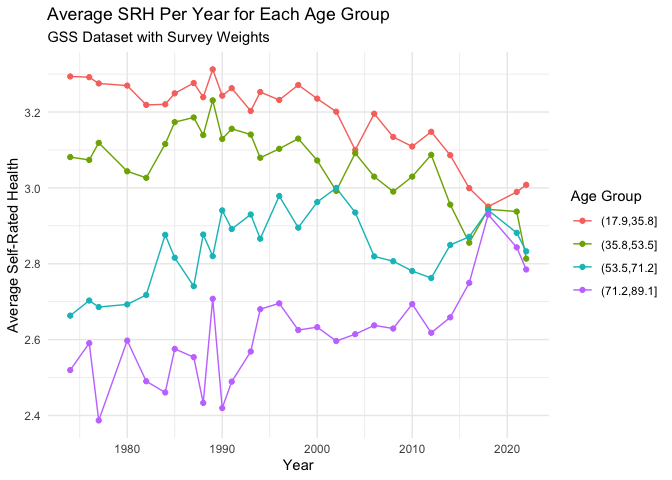 Average SRH Per Year for Each Age Group
GSS Dataset with Survey Weights
Average Self-Rated Health
3.2
3.0
2.8
2.6
2.4
1980 1990 2000 2010 2020
Year
Age Group
(17.9,35.8]
(35.8,53.5]
(53.5,71.2]
(71.2,89.1]